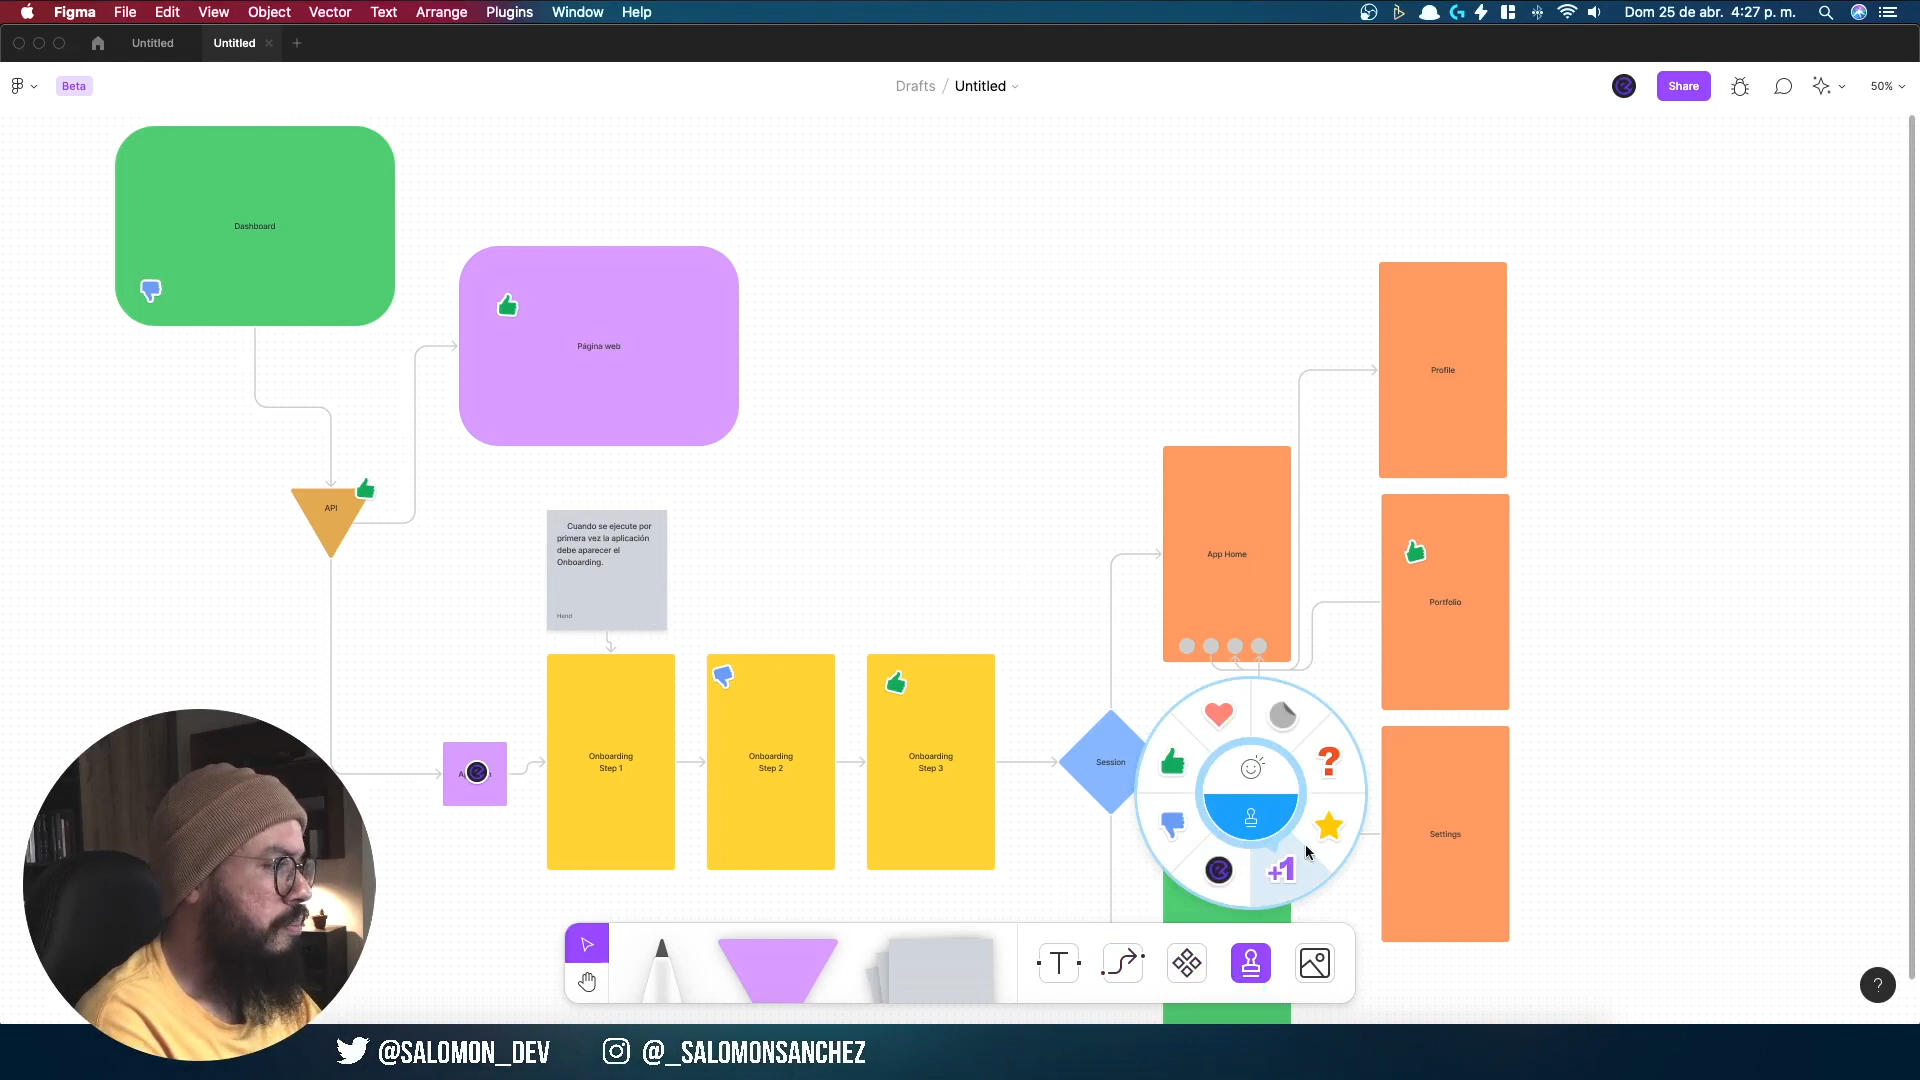 Figma File Edit View Object Vector Text Arrange Plugins Window Help
Dom 25 de abr. 4:27 p. m.
Untitled
Untitled
Beta
Drafts / Untitled
Share
50%
Dashboard
Página web
Profile
API
Cuando se ejecute por
primera vez la aplicación
debe aparecer el
Onboarding.
Hend
App Home
Portfolio
Onboarding
Step 1
Onboarding
Step 2
Onboarding
Step 3
Session
?
+1
Settings
T
?
@SALOMON_DEV
@_SALOMONSANCHEZ